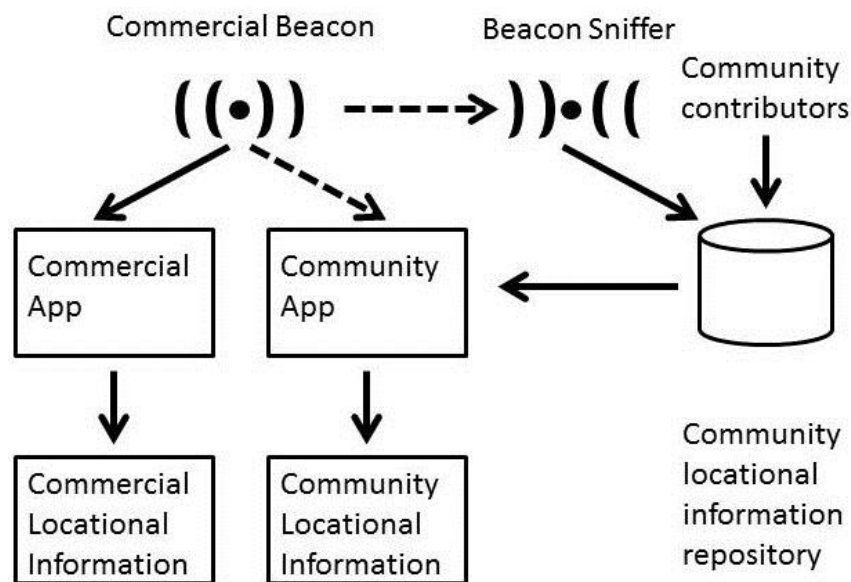 Commercial Beacon
Beacon Sniffer
Community
contributors
Commercial
App
Community
App
Commercial
Locational
Information
Community
Locational
Information
Community
locational
information
repository